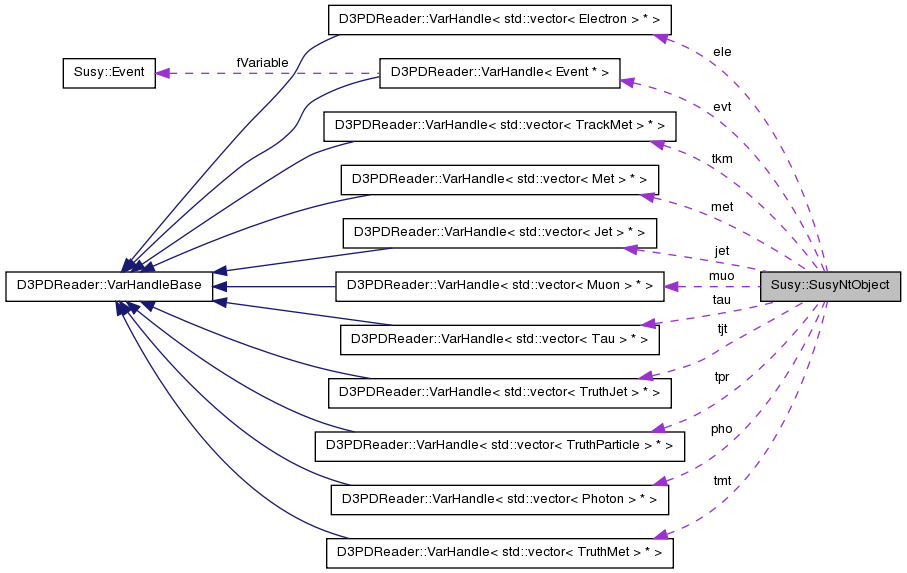 D3PDReader::VarHandle< std::vector< Electron > * >
ele
Susy::Event
fVariable
D3PDReader::VarHandle< Event * >
evt
D3PDReader::VarHandle< std::vector< TrackMet > * >
tkm
D3PDReader::VarHandle< std::vector< Met > * >
met
D3PDReader::VarHandle< std::vector< Jet > * >
jet
D3PDReader::VarHandleBase
D3PDReader::VarHandle< std::vector< Muon > * >
muo
Susy::SusyNtObject
D3PDReader::VarHandle< std::vector< Tau > * >
tau
D3PDReader::VarHandle< std::vector< TruthJet > * >
tjt
D3PDReader::VarHandle< std::vector< TruthParticle > * >
tpr
D3PDReader::VarHandle< std::vector< Photon > * >
pho
D3PDReader::VarHandle< std::vector< TruthMet > * >
tmt